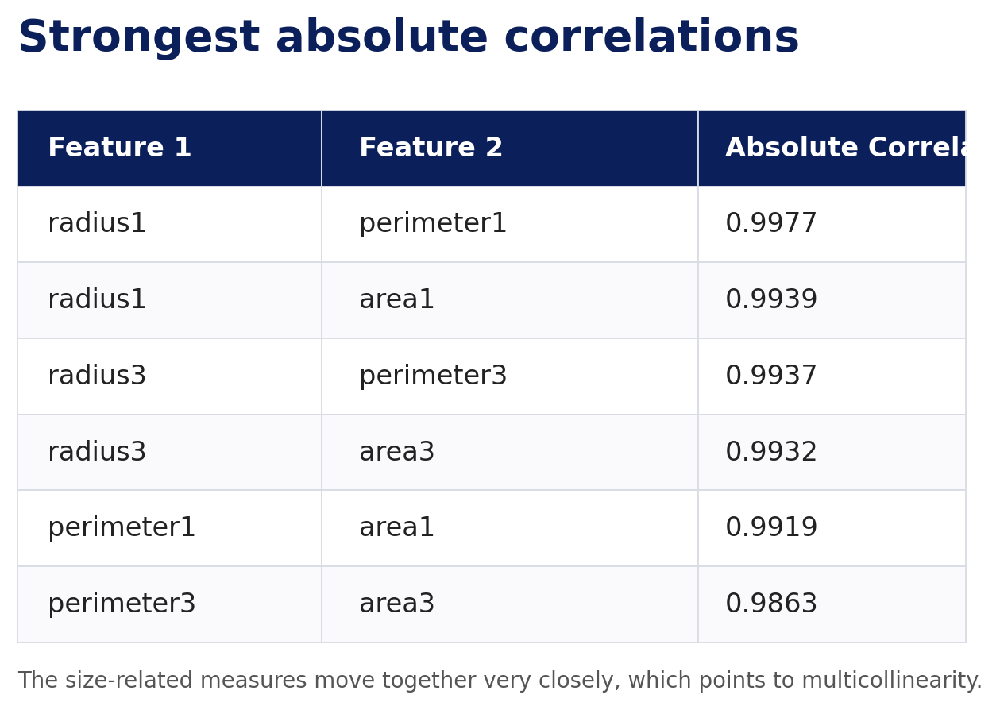 Strongest absolute correlations
Feature 1 Feature 2 Absolute Correla
radius1 perimeter1 0.9977
radius1 area1 0.9939
radius3 perimeter3 0.9937
radius3 area3 0.9932
perimeter1 area1 0.9919
perimeter3 area3 0.9863
The size-related measures move together very closely, which points to multicollinearity.